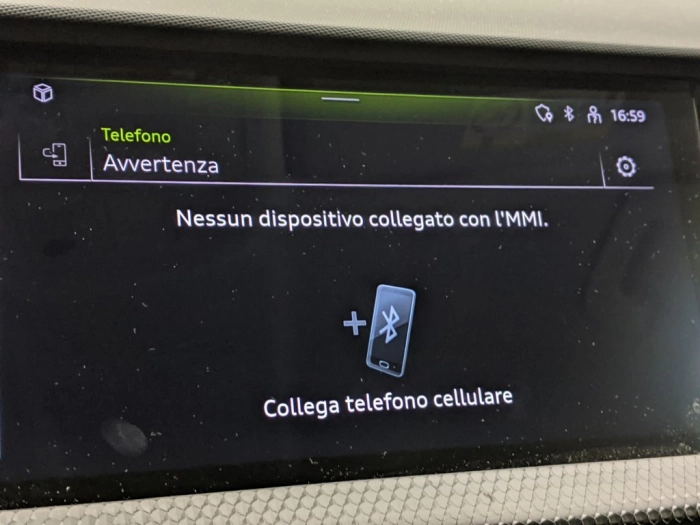 16:59
Telefono
Avvertenza
Nessun dispositivo collegato con l'MMI.
Collega telefono cellulare